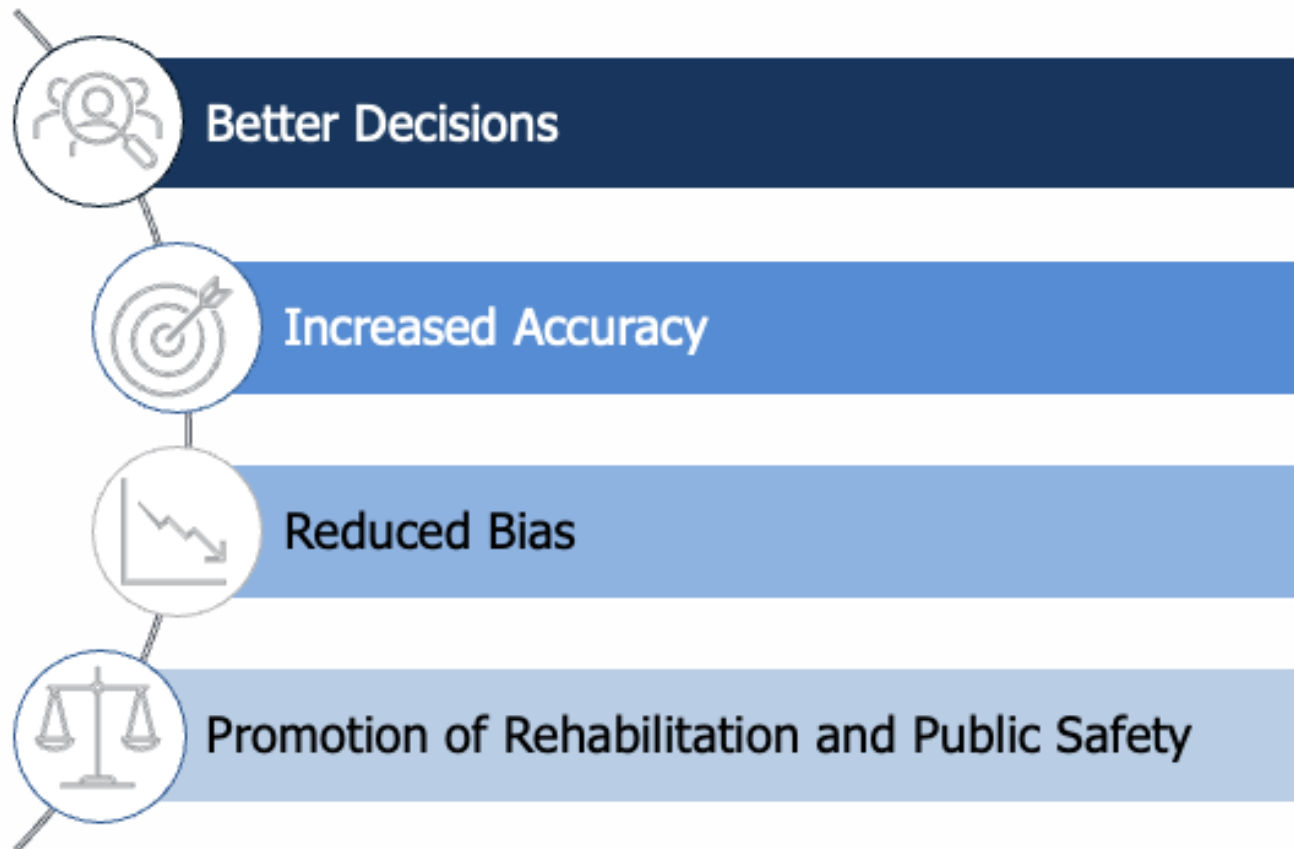 Better Decisions
Increased Accuracy
Reduced Bias
Promotion of Rehabilitation and Public Safety